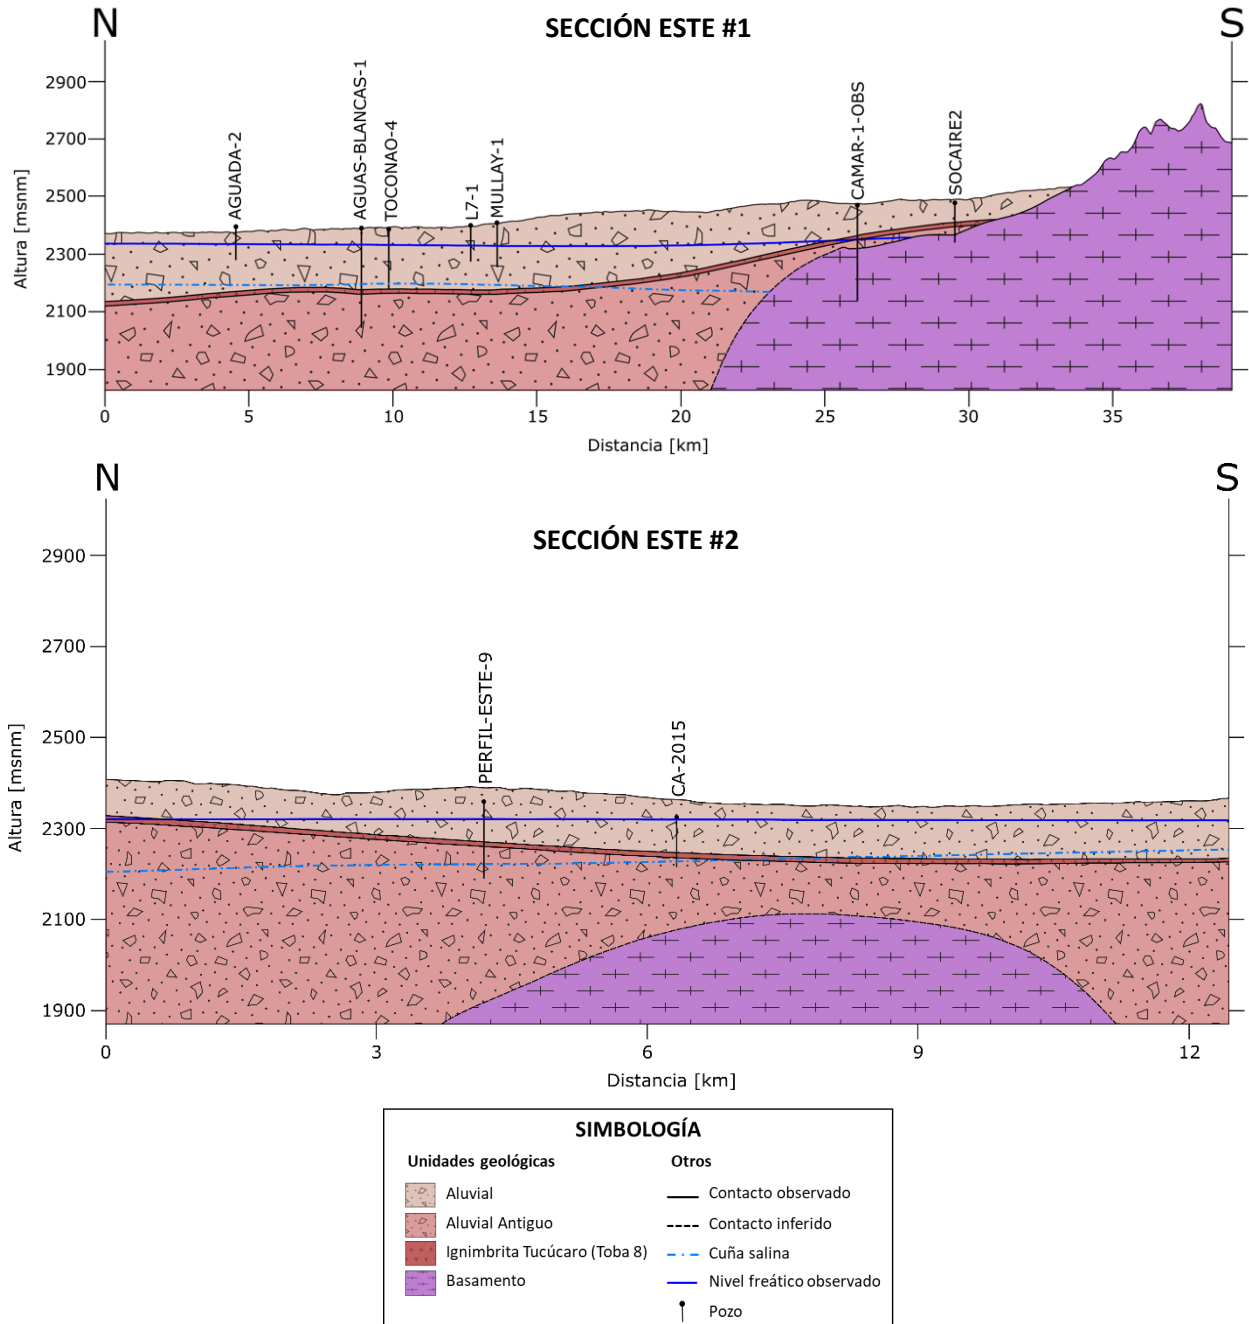 N
SECCIÓN ESTE #1
S
2900
2700
2500
2300
2100
1900
Altura [msnm]
AGUADA-2
AGUAS-BLANCAS-1
TOCONAO-4
L7-1
MULLAY-1
CAMAR-1-OBS
SOCAIRE2
0 5 10 15 20 25 30 35
Distancia [km]
N
S
SECCIÓN ESTE #2
2900
2700
2500
2300
2100
1900
Altura [msnm]
PERFIL-ESTE-9
CA-2015
0 3 6 9 12
Distancia [km]
SIMBOLOGÍA
Unidades geológicas
Aluvial
Aluvial Antiguo
Ignimbrita Tucúcaro (Toba 8)
Basamento
Otros
Contacto observado
Contacto inferido
Cuña salina
Nivel freático observado
Pozo